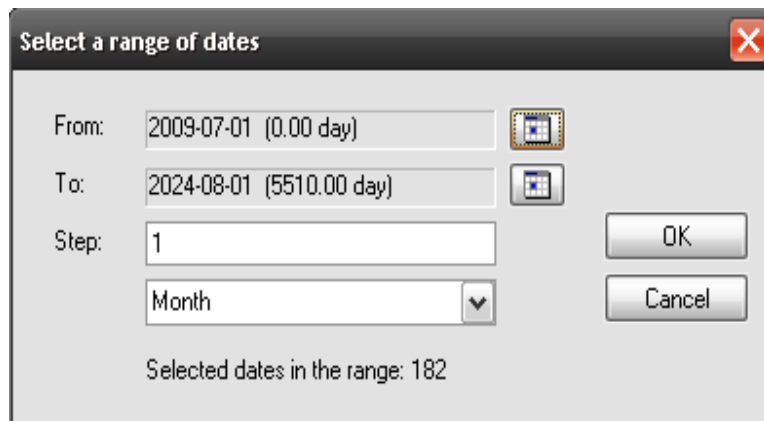 Select a range of dates
From: 2009-07-01 (0.00 day)
To: 2024-08-01 (5510.00 day)
Step: 1
OK
Month
Cancel
Selected dates in the range: 182